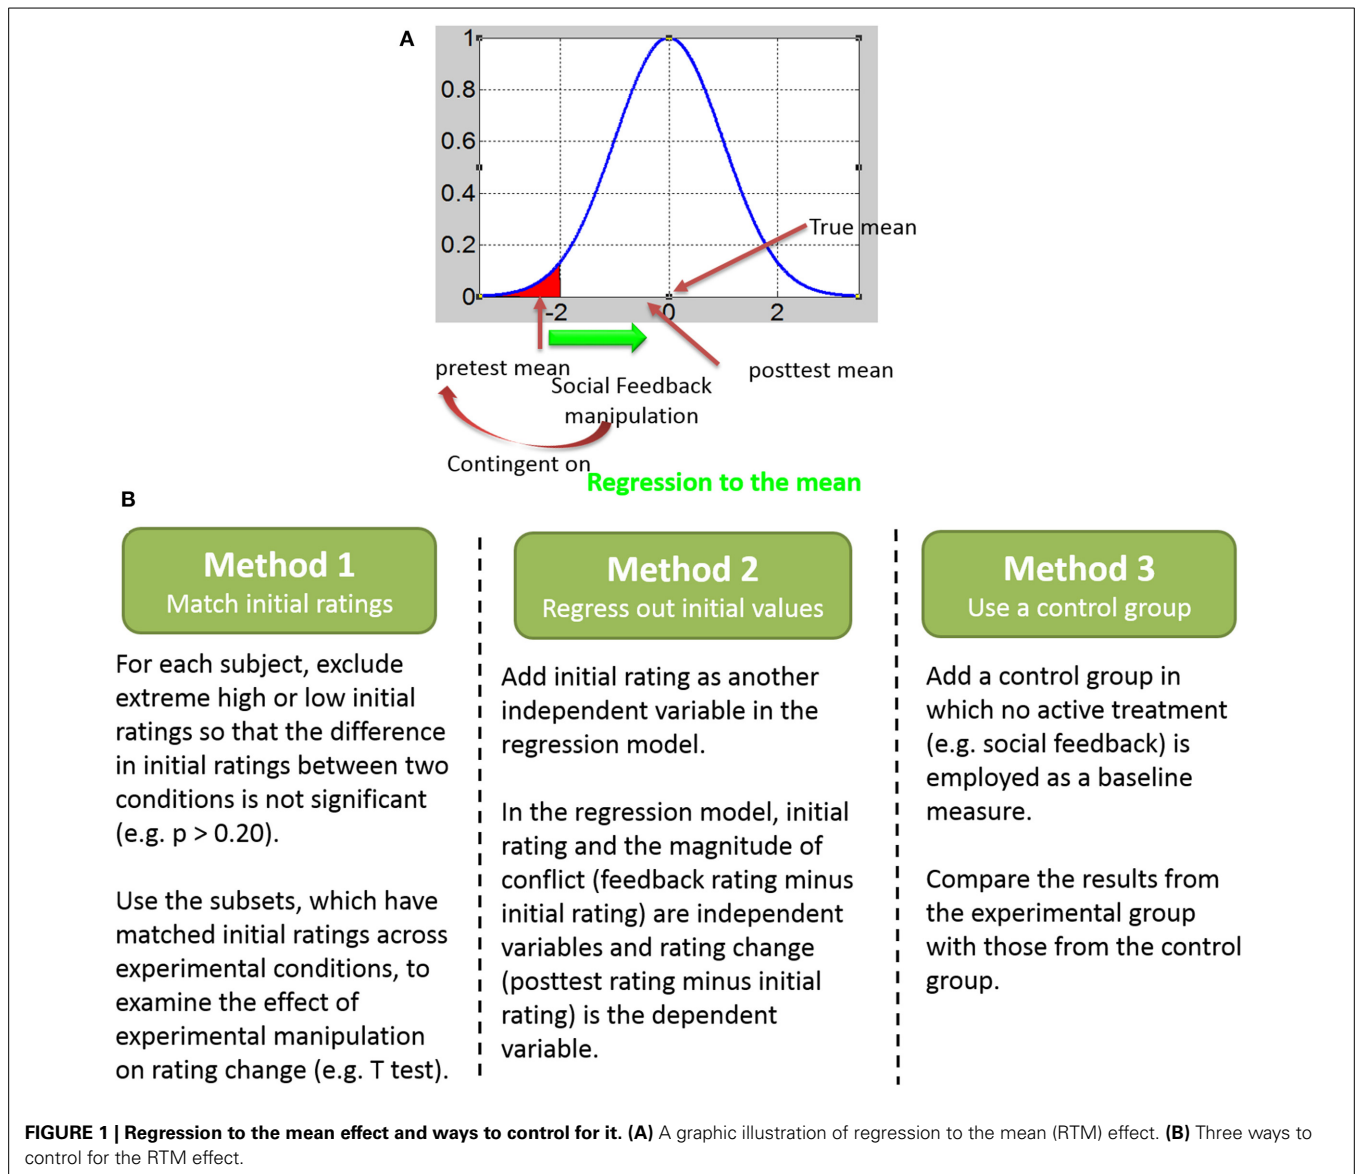 A
1
0.8
0.6
0.4
0.2
0
-2
0
2
True mean
pretest mean
posttest mean
Social Feedback
manipulation
Contingent on
Regression to the mean
B
Method 1
Match initial ratings
For each subject, exclude
extreme high or low initial
ratings so that the difference
in initial ratings between two
conditions is not significant
(e.g. p > 0.20).
Use the subsets, which have
matched initial ratings across
experimental conditions, to
examine the effect of
experimental manipulation
on rating change (e.g. T test).
Method 2
Regress out initial values
Add initial rating as another
independent variable in the
regression model.
In the regression model, initial
rating and the magnitude of
conflict (feedback rating minus
initial rating) are independent
variables and rating change
(posttest rating minus initial
rating) is the dependent
variable.
Method 3
Use a control group
Add a control group in
which no active treatment
(e.g. social feedback) is
employed as a baseline
measure.
Compare the results from
the experimental group
with those from the control
group.
FIGURE 1 | Regression to the mean effect and ways to control for it. (A) A graphic illustration of regression to the mean (RTM) effect. (B) Three ways to
control for the RTM effect.